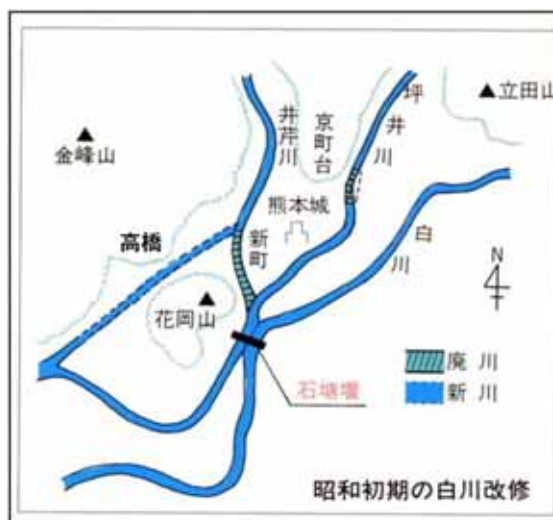 立田山
金峰山
井芹川
京町台
坪井川
熊本城
白川
高橋
新町
花岡山
N
廃川
新川
石塘堰
昭和初期の白川改修